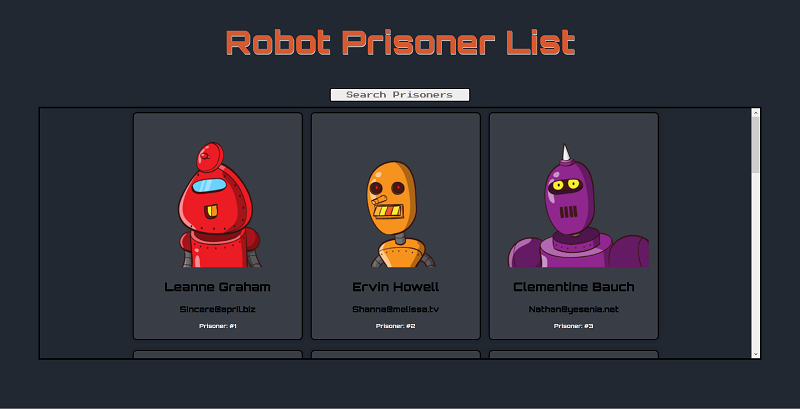 Robot Prisoner List
Search Prisoners
Leanne Graham
Sincere@april.biz
Prisoner: #1
Ervin Howell
Shanna@melissa.tv
Prisoner: #2
Clementine Bauch
Nathan@yesenia.net
Prisoner: #3